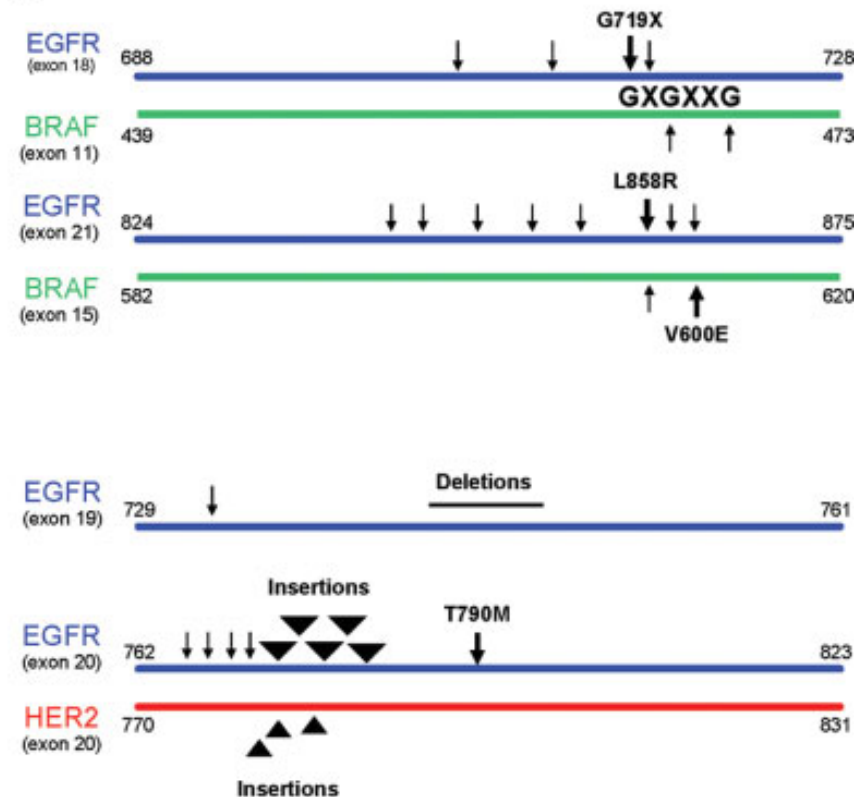 G719X
EGFR
(exon 18)
688
728
GXGXXG
BRAF
(exon 11)
439
473
L858R
EGFR
(exon 21)
824
875
BRAF
(exon 15)
582
620
V600E
EGFR
(exon 19)
729
Deletions
761
Insertions
T790M
EGFR
(exon 20)
762
823
HER2
(exon 20)
770
831
Insertions